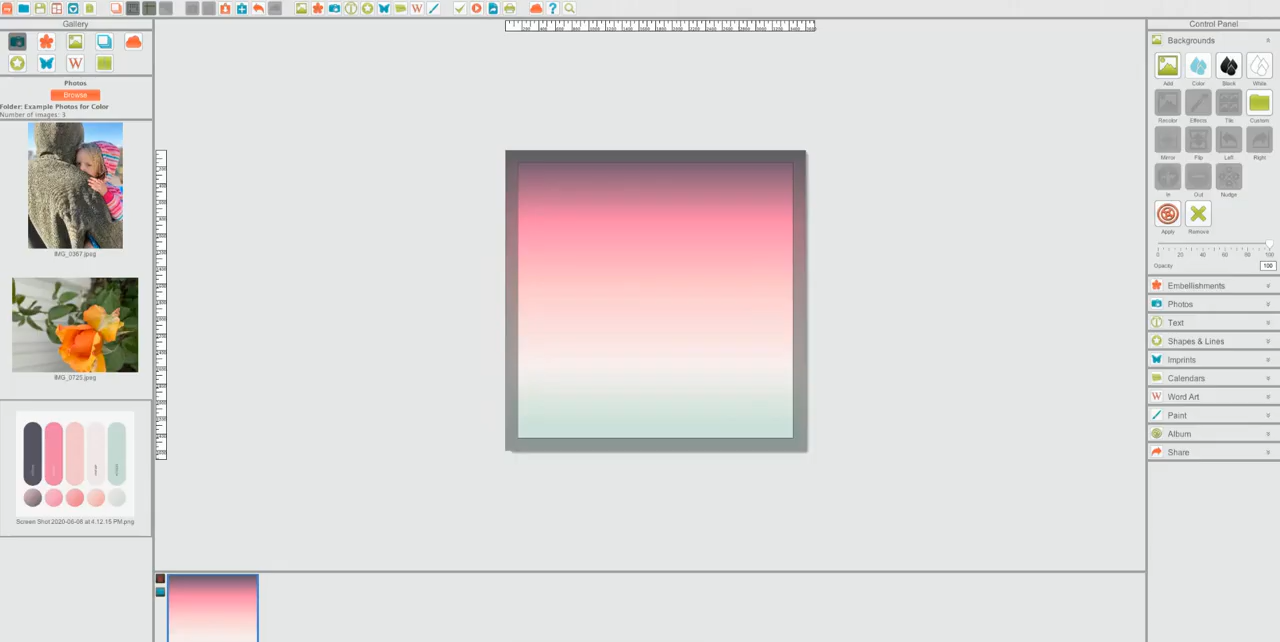 Gallery
Photos
Browse
Folder: Example Photos for Color
Number of images: 3
IMG_0367.jpeg
IMG_0725.jpeg
Screen Shot 2020-06-08 at 4.12.15 PM.png
Control Panel
Backgrounds
Add Color Black White
Recolor Effects Tile Custom
Mirror Flip Left Right
In Out Nudge
Apply Remove
0 20 40 60 80 100
Opacity 100
Embellishments
Photos
Text
Shapes & Lines
Imprints
Calendars
Word Art
Paint
Album
Share